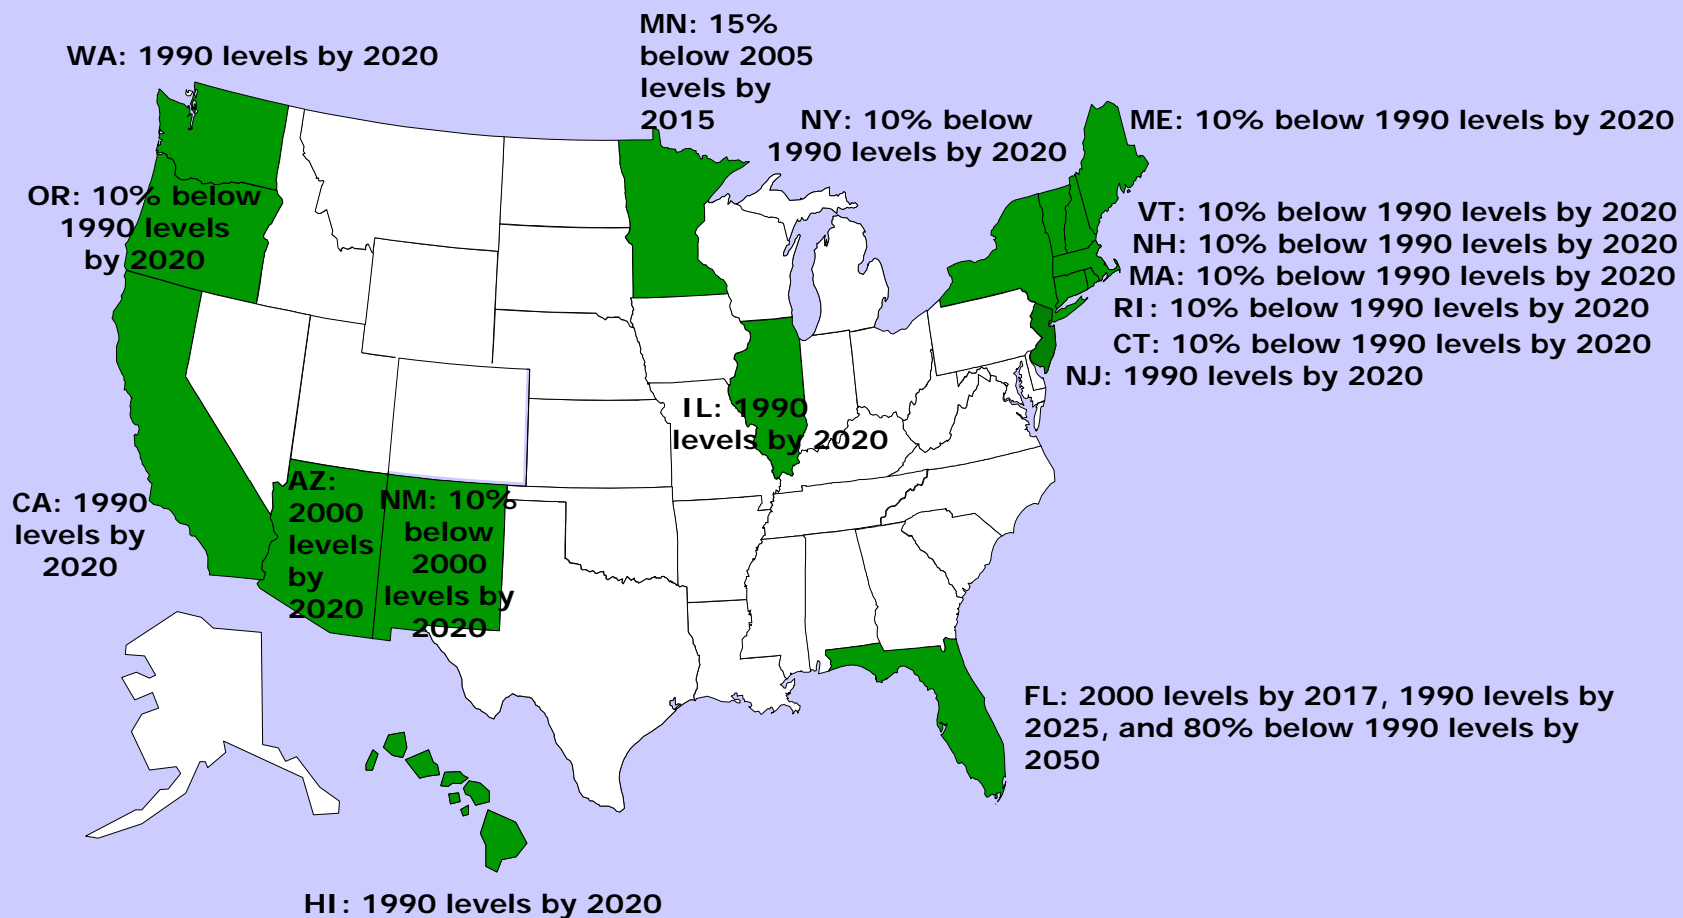 WA: 1990 levels by 2020
MN: 15%
below 2005
levels by
2015
NY: 10% below
1990 levels by 2020
ME: 10% below 1990 levels by 2020
OR: 10% below
1990 levels
by 2020
VT: 10% below 1990 levels by 2020
NH: 10% below 1990 levels by 2020
MA: 10% below 1990 levels by 2020
RI: 10% below 1990 levels by 2020
CT: 10% below 1990 levels by 2020
NJ: 1990 levels by 2020
IL: 1990
levels by 2020
CA: 1990
levels by
2020
AZ:
2000
levels
by
2020
NM: 10%
below
2000
levels by
2020
FL: 2000 levels by 2017, 1990 levels by
2025, and 80% below 1990 levels by
2050
HI: 1990 levels by 2020